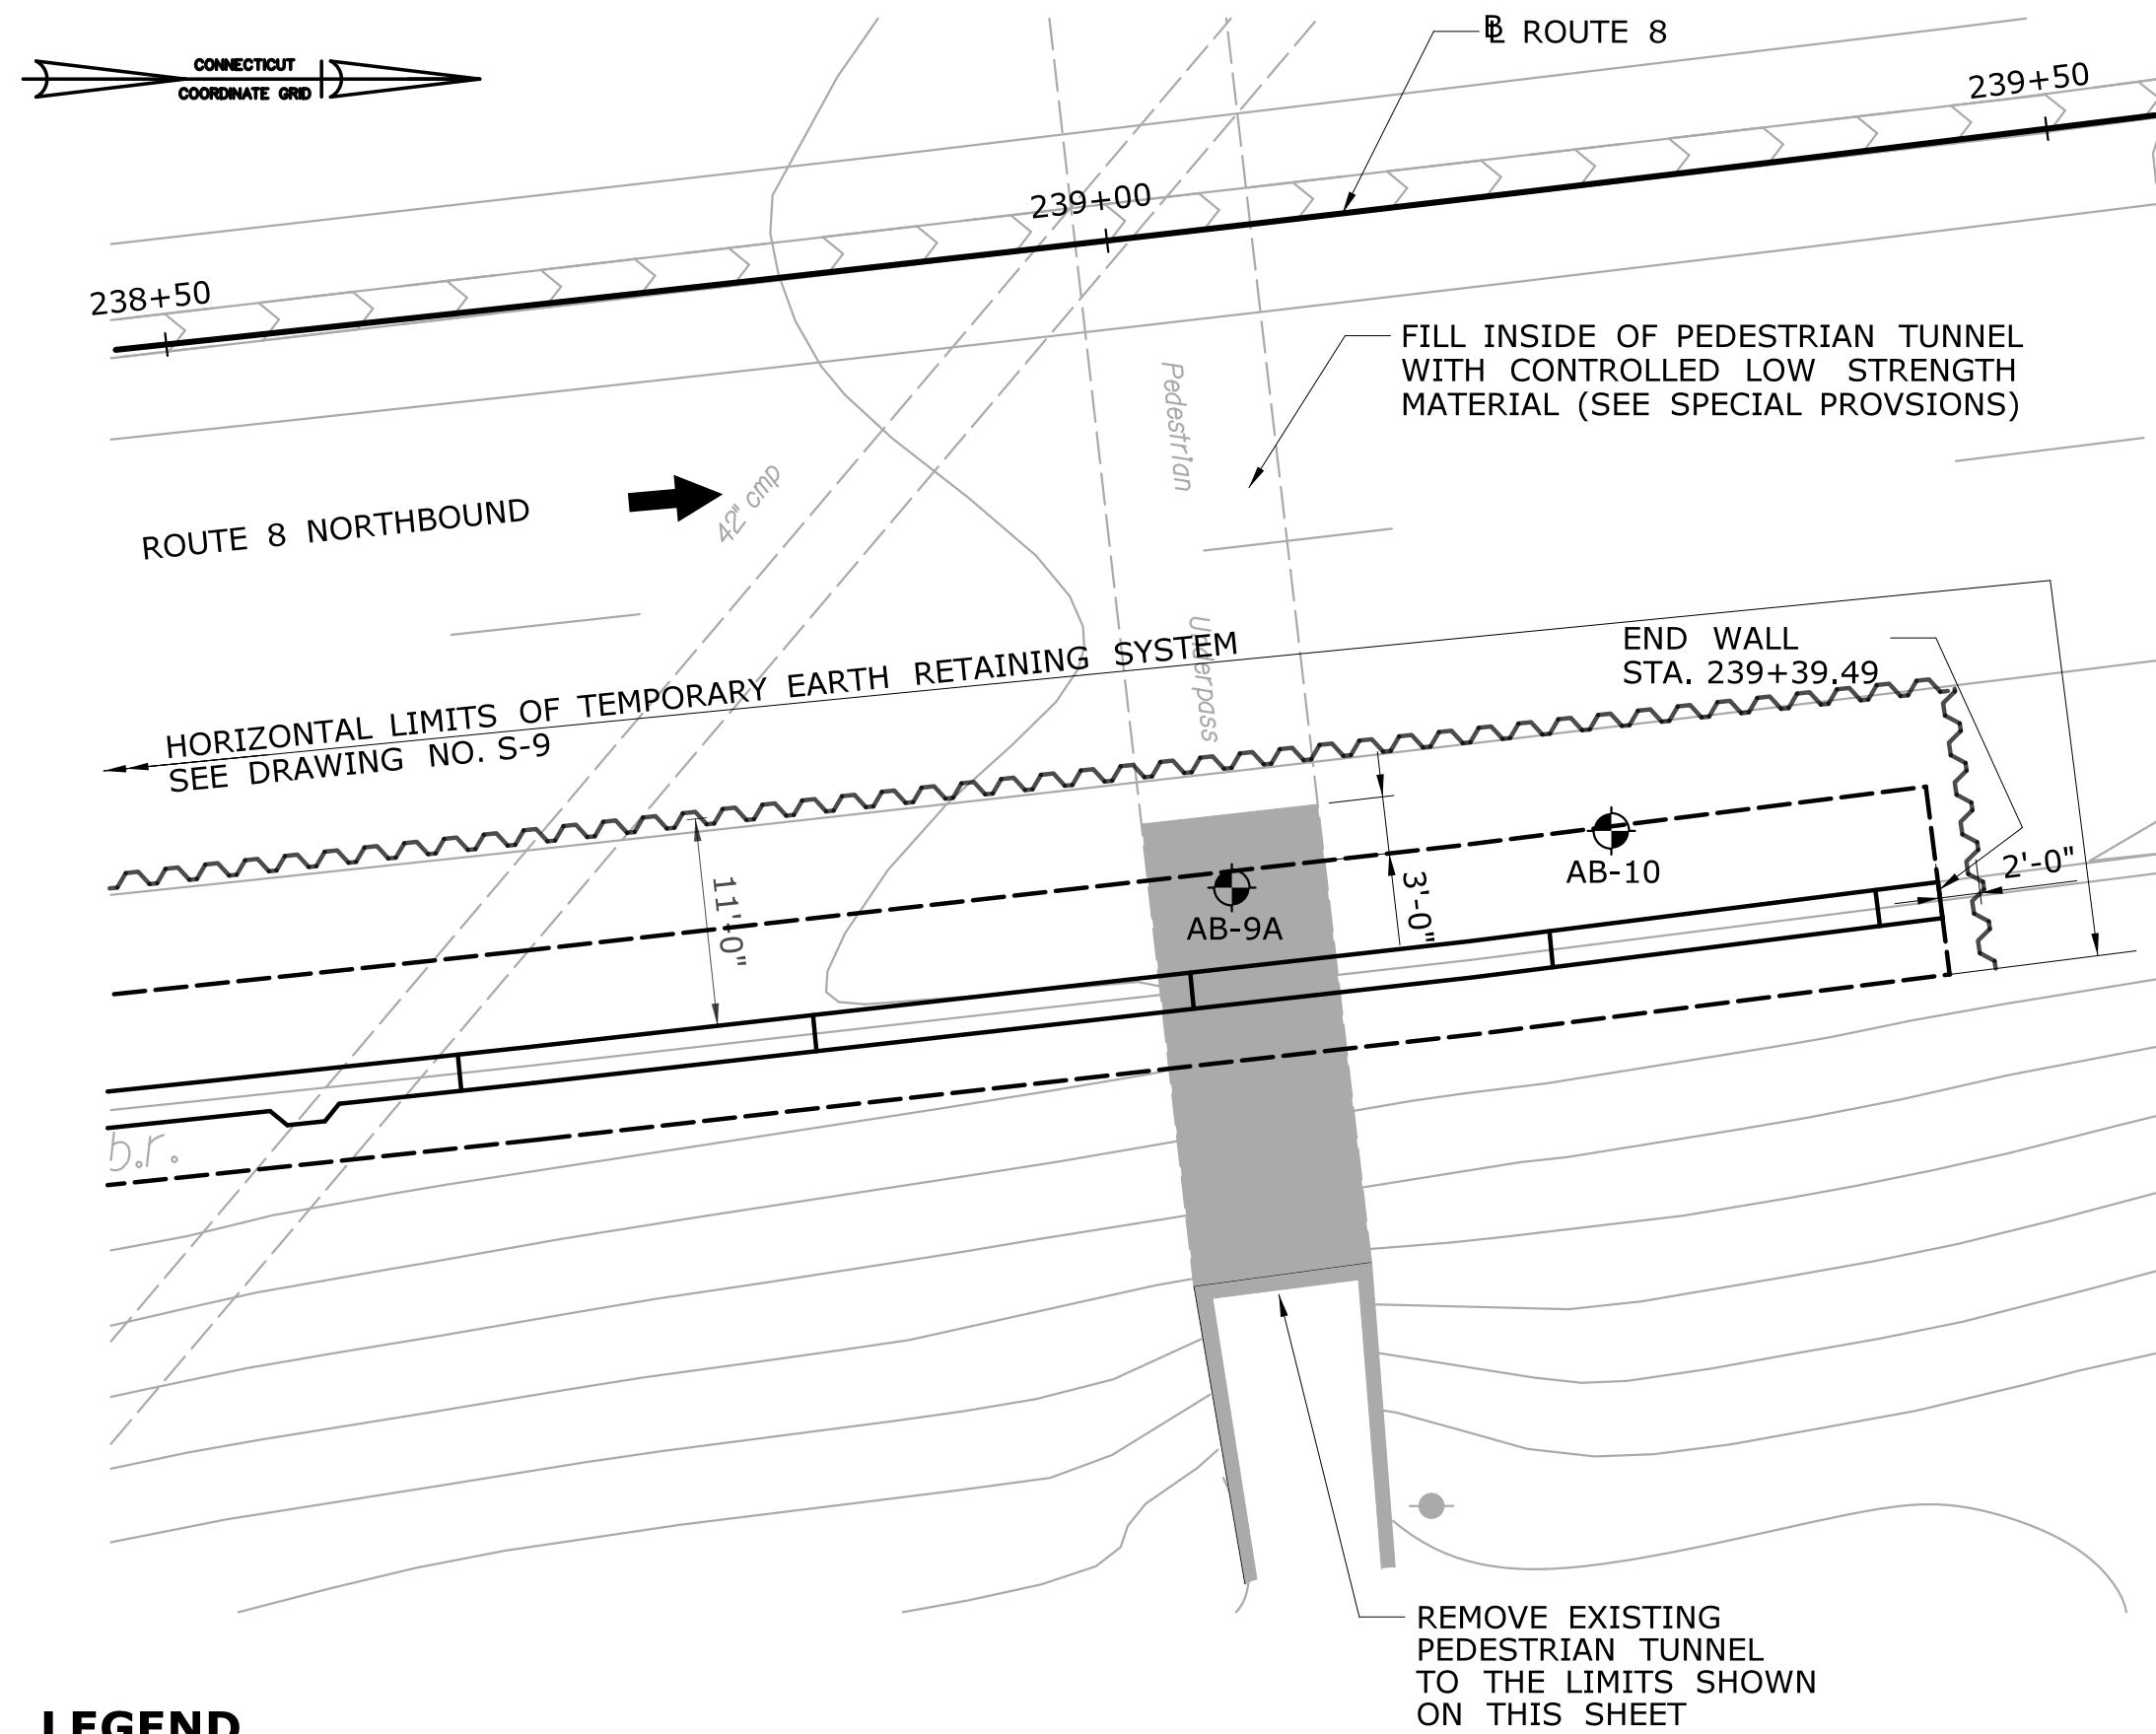 CONNECTICUT
COORDINATE GRID
BL ROUTE 8
239+50
239+00
238+50
FILL INSIDE OF PEDESTRIAN TUNNEL
WITH CONTROLLED LOW STRENGTH
MATERIAL (SEE SPECIAL PROVSIONS)
Pedestrian
42" cmp
ROUTE 8 NORTHBOUND
Underpass
END WALL
STA. 239+39.49
HORIZONTAL LIMITS OF TEMPORARY EARTH RETAINING SYSTEM
SEE DRAWING NO. S-9
2'-0"
AB-10
3'-0"
11'-0"
AB-9A
b.r.
REMOVE EXISTING
PEDESTRIAN TUNNEL
TO THE LIMITS SHOWN
ON THIS SHEET
LEGEND